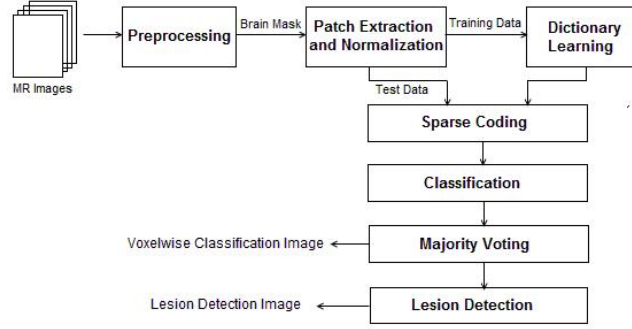 MR Images
Preprocessing
Brain Mask
Patch Extraction
and Normalization
Training Data
Dictionary
Learning
Test Data
Sparse Coding
Classification
Majority Voting
Voxelwise Classification Image
Lesion Detection
Lesion Detection Image